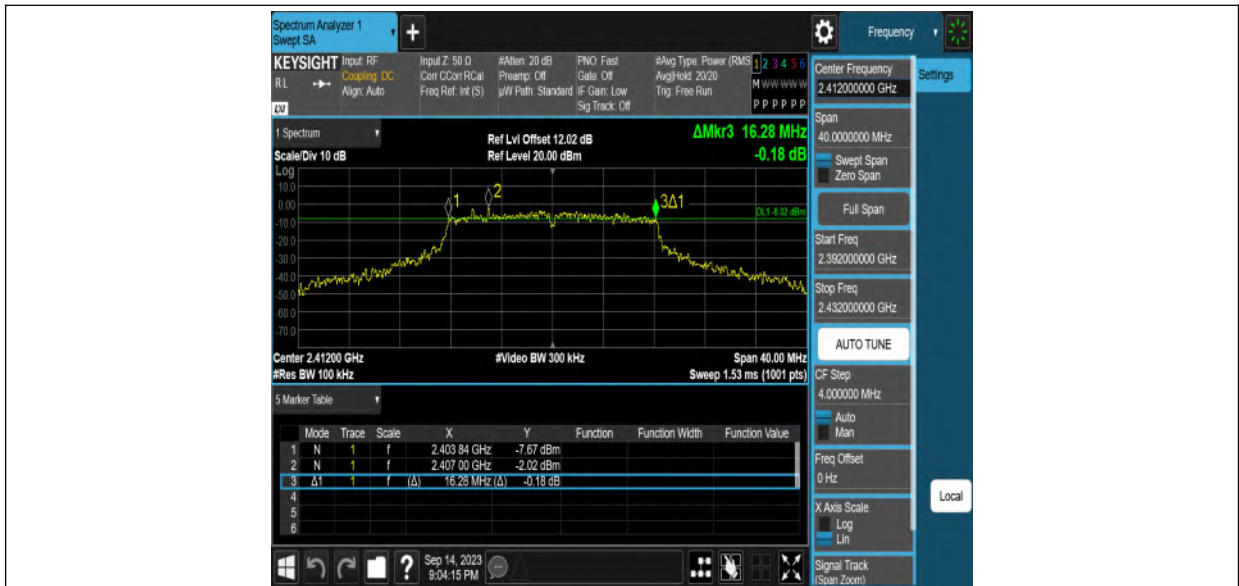 Spectrum Analyzer 1
Swept SA
+
Frequency
KEYSIGHT Input: RF Input Z: 50 Ω #Atten: 20 dB PNO: Fast #Avg Type: Power (RMS 1 2 3 4 5 6
R L Coupling: DC Corr CCorr RCal Preamp: Off Gate: Off Avg|Hold: 20/20 M W W W W W
Align: Auto Freq Ref: Int (S) µW Path: Standard IF Gain: Low Trig: Free Run
Sig Track: Off P P P P P P
LXI
1 Spectrum
Ref Lvl Offset 12.02 dB ΔMkr3 16.28 MHz
Scale/Div 10 dB Ref Level 20.00 dBm -0.18 dB
Log
10.0
0.00
-10.0
-20.0
-30.0
-40.0
-50.0
-60.0
-70.0
1
2
3Δ1
DL1 -8.02 dBm
Center 2.41200 GHz #Video BW 300 kHz Span 40.00 MHz
#Res BW 100 kHz Sweep 1.53 ms (1001 pts)
5 Marker Table
Mode Trace Scale X Y Function Function Width Function Value
1 N 1 f 2.403 84 GHz -7.67 dBm
2 N 1 f 2.407 00 GHz -2.02 dBm
3 Δ1 1 f (Δ) 16.28 MHz (Δ) -0.18 dB
4
5
6
?
Sep 14, 2023
9:04:15 PM
Center Frequency
2.412000000 GHz
Settings
Span
40.0000000 MHz
Swept Span
Zero Span
Full Span
Start Freq
2.392000000 GHz
Stop Freq
2.432000000 GHz
AUTO TUNE
CF Step
4.000000 MHz
Auto
Man
Freq Offset
0 Hz
Local
X Axis Scale
Log
Lin
Signal Track
(Span Zoom)